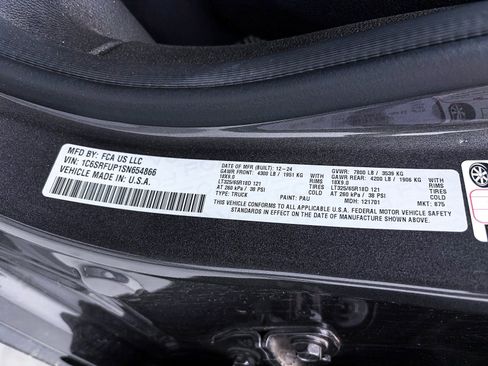 MFD BY: FCA US LLC
VIN: 1C6SRFUP1SN654866
VEHICLE MADE IN: U.S.A.
DATE OF MFR (BUILT): 12-24
GVWR: 7800 LB / 3539 KG
GAWR FRONT: 4300 LB / 1951 KG
GAWR REAR: 4200 LB / 1906 KG
18X9.0 RIMS
18X9.0 RIMS
LT325/65R18D 121 TIRES
LT325/65R18D 121 TIRES
AT 260 kPa / 38 PSI COLD
AT 260 kPa / 38 PSI COLD
TYPE: TRUCK
PAINT: PAU
MDH: 121701
MKT: 875
THIS VEHICLE CONFORMS TO ALL APPLICABLE U.S.A. FEDERAL MOTOR VEHICLE SAFETY
STANDARDS IN EFFECT ON THE DATE OF MANUFACTURE SHOWN ABOVE.